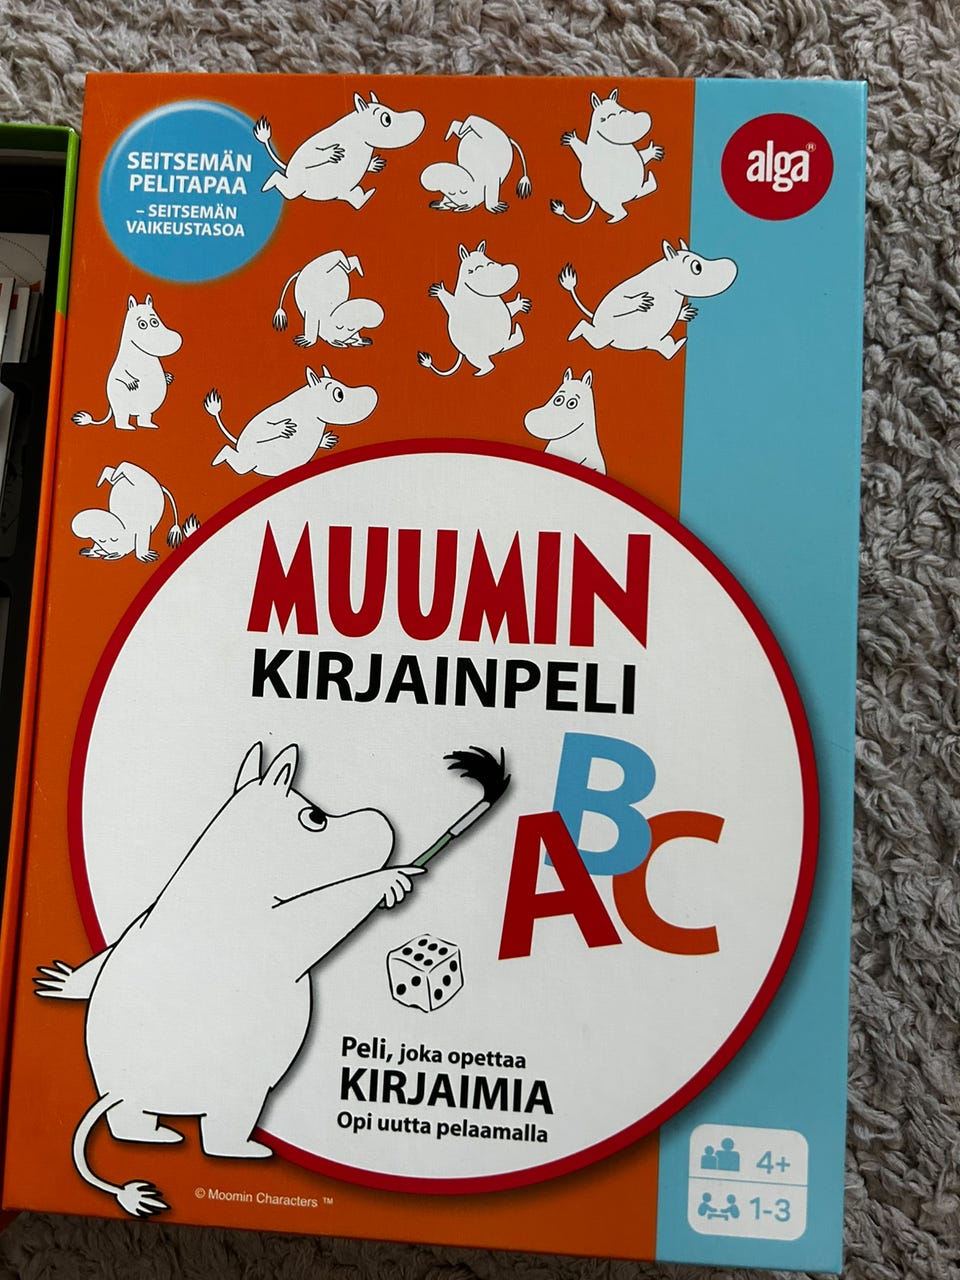 SEITSEMÄN
PELITAPAA
– SEITSEMÄN
VAIKEUSTASOA
alga®
MUUMIN
KIRJAINPELI
ABC
Peli, joka opettaa
KIRJAIMIA
Opi uutta pelaamalla
4+
1-3
© Moomin Characters ™